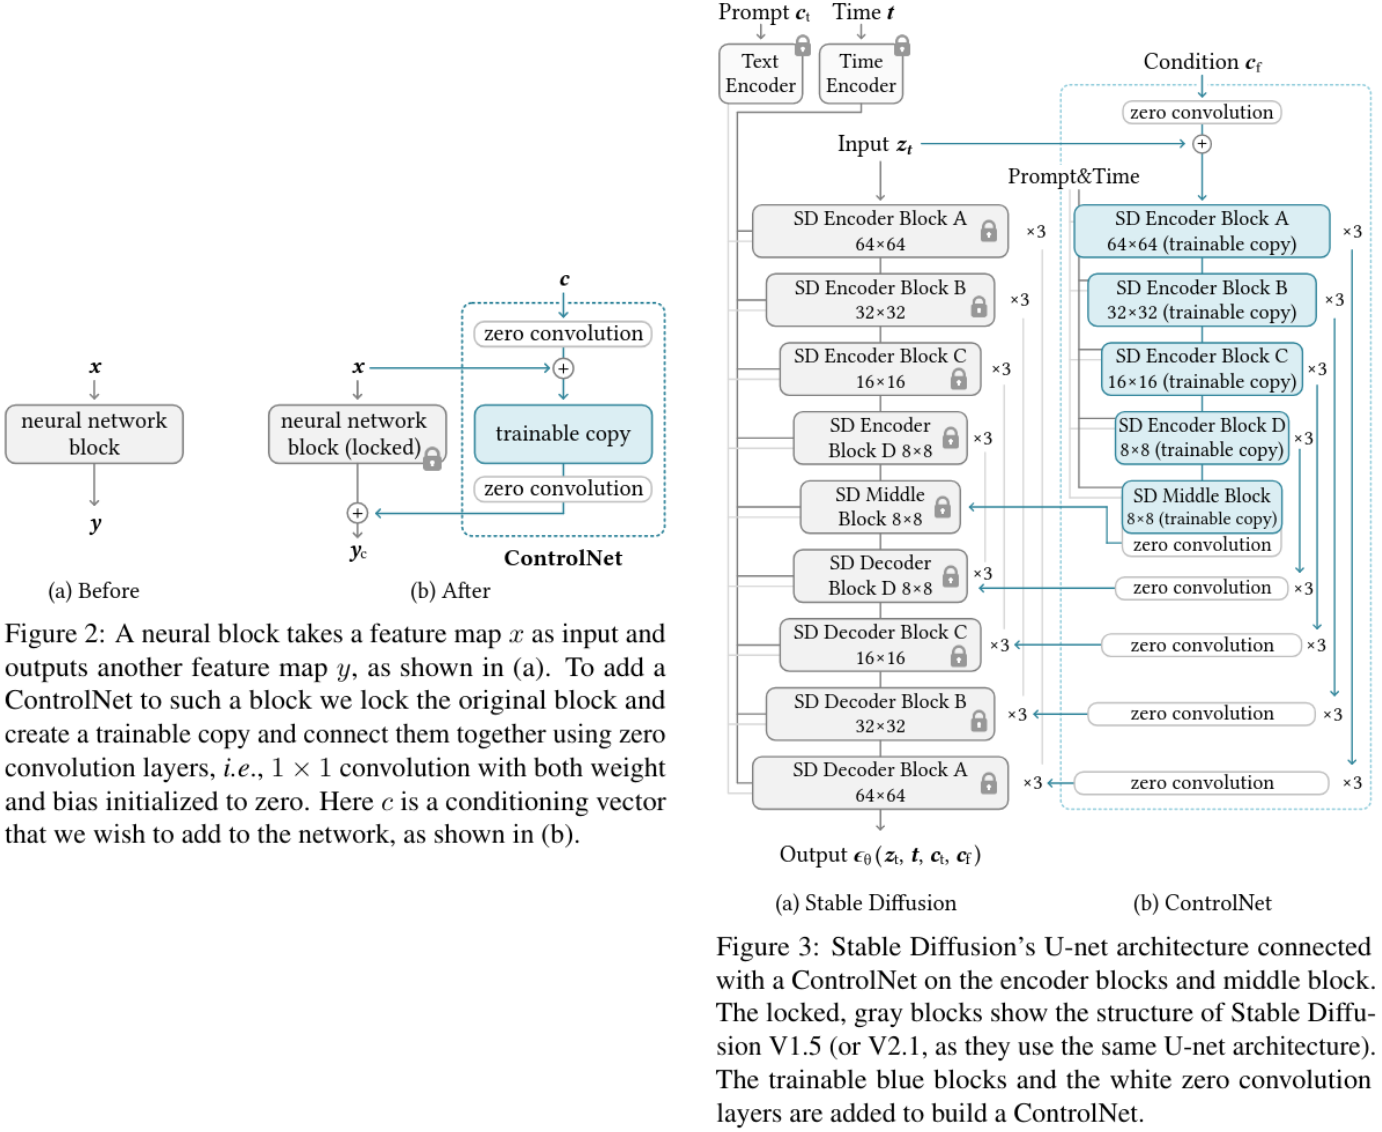 x
neural network
block
y
(a) Before
c
zero convolution
x
+
neural network
block (locked)
trainable copy
zero convolution
+
y_c
ControlNet
(b) After
Figure 2: A neural block takes a feature map x as input and
outputs another feature map y, as shown in (a). To add a
ControlNet to such a block we lock the original block and
create a trainable copy and connect them together using zero
convolution layers, i.e., 1 × 1 convolution with both weight
and bias initialized to zero. Here c is a conditioning vector
that we wish to add to the network, as shown in (b).
Prompt c_t
Time t
Text
Encoder
Time
Encoder
Input z_t
SD Encoder Block A
64×64
×3
SD Encoder Block B
32×32
×3
SD Encoder Block C
16×16
×3
SD Encoder
Block D 8×8
×3
SD Middle
Block 8×8
SD Decoder
Block D 8×8
×3
SD Decoder Block C
16×16
×3
SD Decoder Block B
32×32
×3
SD Decoder Block A
64×64
×3
Output ϵ_θ(z_t, t, c_t, c_f)
(a) Stable Diffusion
Condition c_f
zero convolution
+
Prompt&Time
SD Encoder Block A
64×64 (trainable copy)
×3
SD Encoder Block B
32×32 (trainable copy)
×3
SD Encoder Block C
16×16 (trainable copy)
×3
SD Encoder Block D
8×8 (trainable copy)
×3
SD Middle Block
8×8 (trainable copy)
zero convolution
zero convolution
×3
zero convolution
×3
zero convolution
×3
zero convolution
×3
(b) ControlNet
Figure 3: Stable Diffusion's U-net architecture connected
with a ControlNet on the encoder blocks and middle block.
The locked, gray blocks show the structure of Stable Diffu-
sion V1.5 (or V2.1, as they use the same U-net architecture).
The trainable blue blocks and the white zero convolution
layers are added to build a ControlNet.